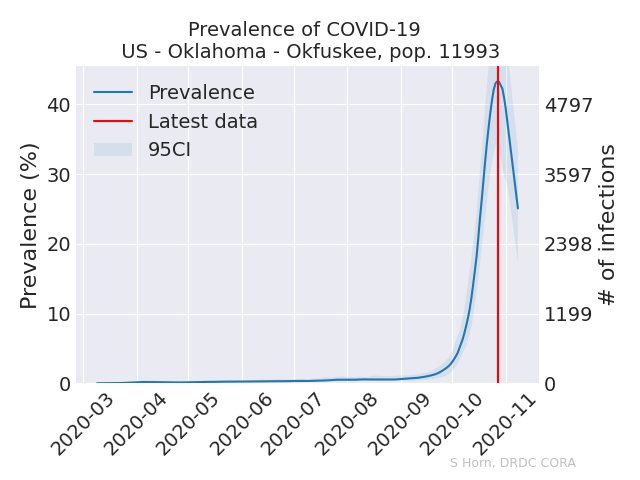 Prevalence of COVID-19
US - Oklahoma - Okfuskee, pop. 11993
Prevalence
Latest data
95CI
Prevalence (%)
40
30
20
10
0
4797
3597
2398
1199
0
# of infections
2020-03
2020-04
2020-05
2020-06
2020-07
2020-08
2020-09
2020-10
2020-11
S Horn, DRDC CORA